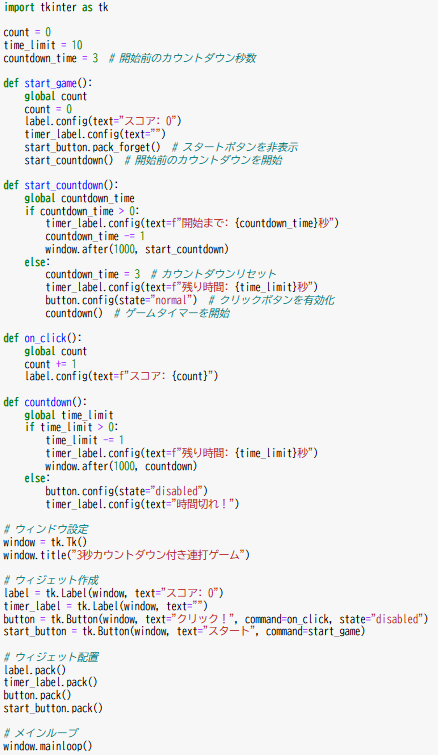 import tkinter as tk

count = 0
time_limit = 10
countdown_time = 3  # 開始前のカウントダウン秒数

def start_game():
    global count
    count = 0
    label.config(text="スコア: 0")
    timer_label.config(text="")
    start_button.pack_forget()  # スタートボタンを非表示
    start_countdown()  # 開始前のカウントダウンを開始

def start_countdown():
    global countdown_time
    if countdown_time > 0:
        timer_label.config(text=f"開始まで: {countdown_time}秒")
        countdown_time -= 1
        window.after(1000, start_countdown)
    else:
        countdown_time = 3  # カウントダウンリセット
        timer_label.config(text=f"残り時間: {time_limit}秒")
        button.config(state="normal")  # クリックボタンを有効化
        countdown()  # ゲームタイマーを開始

def on_click():
    global count
    count += 1
    label.config(text=f"スコア: {count}")

def countdown():
    global time_limit
    if time_limit > 0:
        time_limit -= 1
        timer_label.config(text=f"残り時間: {time_limit}秒")
        window.after(1000, countdown)
    else:
        button.config(state="disabled")
        timer_label.config(text="時間切れ！")

# ウィンドウ設定
window = tk.Tk()
window.title("3秒カウントダウン付き連打ゲーム")

# ウィジェット作成
label = tk.Label(window, text="スコア: 0")
timer_label = tk.Label(window, text="")
button = tk.Button(window, text="クリック！", command=on_click, state="disabled")
start_button = tk.Button(window, text="スタート", command=start_game)

# ウィジェット配置
label.pack()
timer_label.pack()
button.pack()
start_button.pack()

# メインループ
window.mainloop()